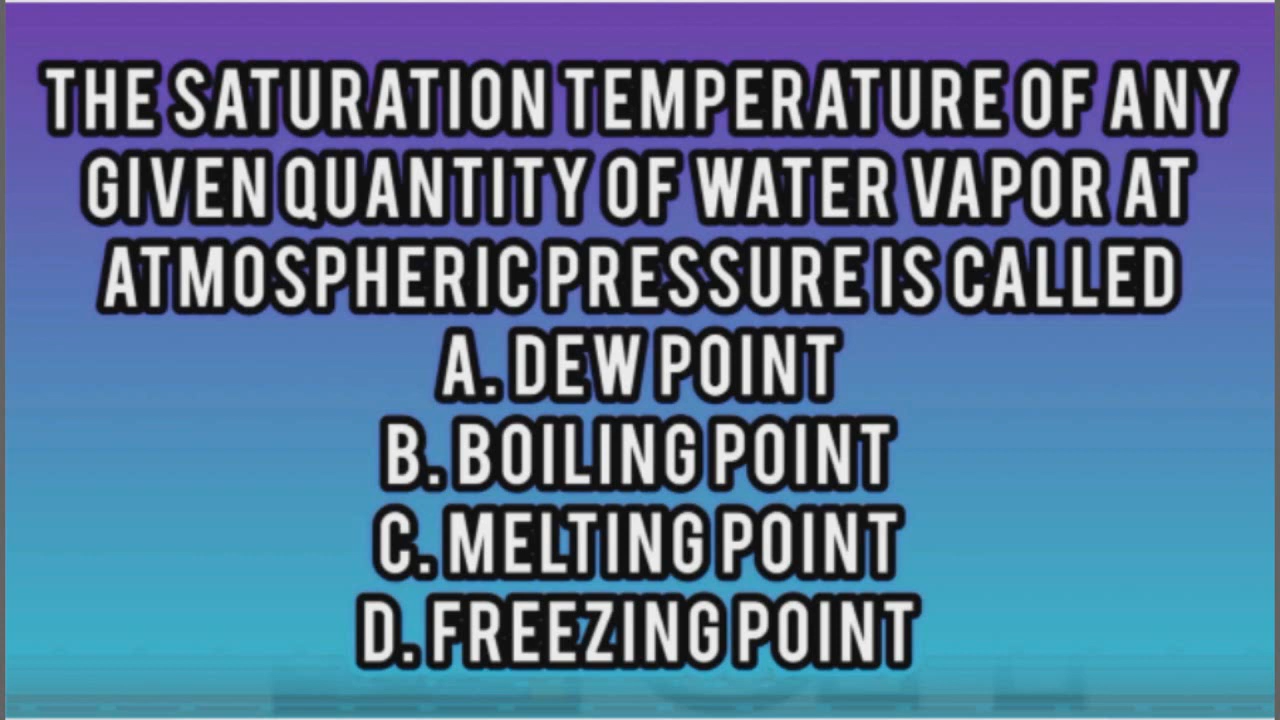 THE SATURATION TEMPERATURE OF ANY
GIVEN QUANTITY OF WATER VAPOR AT
ATMOSPHERIC PRESSURE IS CALLED
A. DEW POINT
B. BOILING POINT
C. MELTING POINT
D. FREEZING POINT